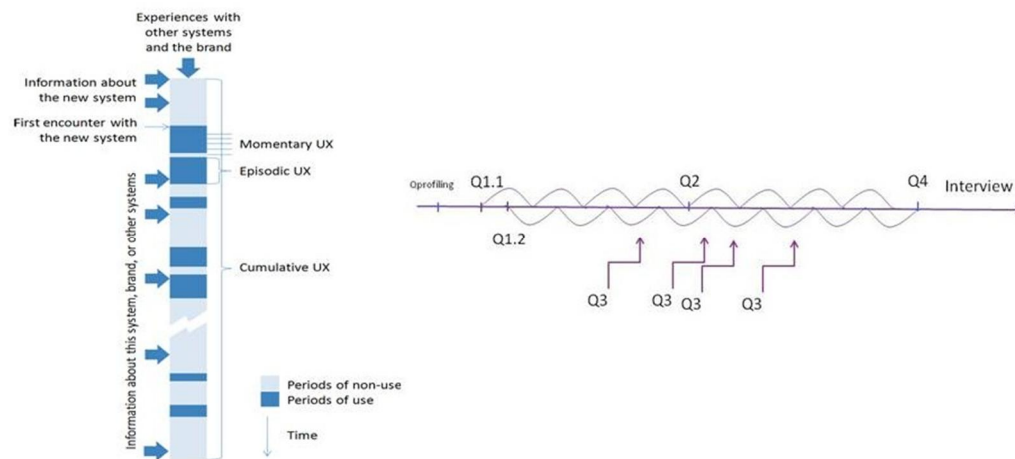 Experiences with
other systems
and the brand
Information about
the new system
First encounter with
the new system
Momentary UX
Episodic UX
Cumulative UX
Information about this system, brand, or other systems
Periods of non-use
Periods of use
Time
Oprofiling
Q1.1
Q2
Q4
Interview
Q1.2
Q3
Q3
Q3
Q3